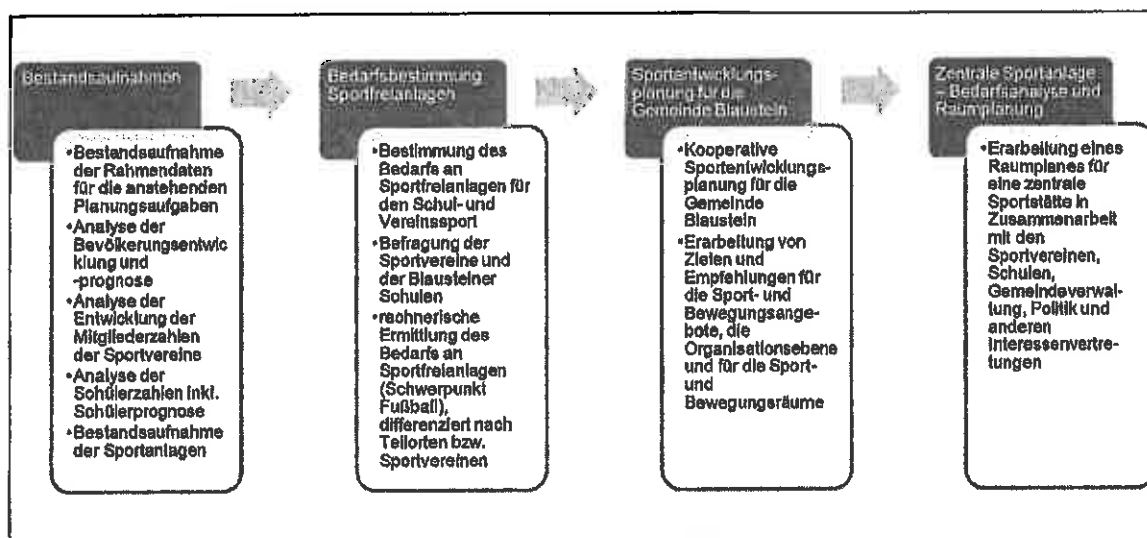 Bestandsaufnahmen
•Bestandsaufnahme
der Rahmendaten
für die anstehenden
Planungsaufgaben
•Analyse der
Bevölkerungsentwic
klung und
-prognose
•Analyse der
Entwicklung der
Mitgliederzahlen
der Sportvereine
•Analyse der
Schülerzahlen inkl.
Schülerprognose
•Bestandsaufnahme
der Sportanlagen
Bedarfsbestimmung
Sportfreianlagen
•Bestimmung des
Bedarfs an
Sportfreianlagen für
den Schul- und
Vereinssport
•Befragung der
Sportvereine und
der Blausteiner
Schulen
•rechnerische
Ermittlung des
Bedarfs an
Sportfreianlagen
(Schwerpunkt
Fußball),
differenziert nach
Teilorten bzw.
Sportvereinen
Sportentwicklungs-
planung für die
Gemeinde Blaustein
•Kooperative
Sportentwicklungs-
planung für die
Gemeinde
Blaustein
•Erarbeitung von
Zielen und
Empfehlungen für
die Sport- und
Bewegungsange-
bote, die
Organisationsebene
und für die Sport-
und
Bewegungsräume
Zentrale Sportanlage
– Bedarfsanalyse und
Raumplanung
•Erarbeitung eines
Raumplanes für
eine zentrale
Sportstätte in
Zusammenarbeit
mit den
Sportvereinen,
Schulen,
Gemeindeverwal-
tung, Politik und
anderen
Interessenvertre-
tungen